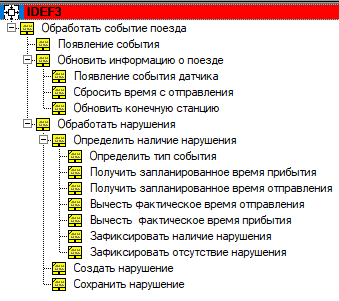 IDEF3
Обработать событие поезда
Появление события
Обновить информацию о поезде
Появление события датчика
Сбросить время с отправления
Обновить конечную станцию
Обработать нарушения
Определить наличие нарушения
Определить тип события
Получить запланированное время прибытия
Получить запланированное время отправления
Вычесть фактическое время отправления
Вычесть фактическое время прибытия
Зафиксировать наличие нарушения
Зафиксировать отсутствие нарушения
Создать нарушение
Сохранить нарушение